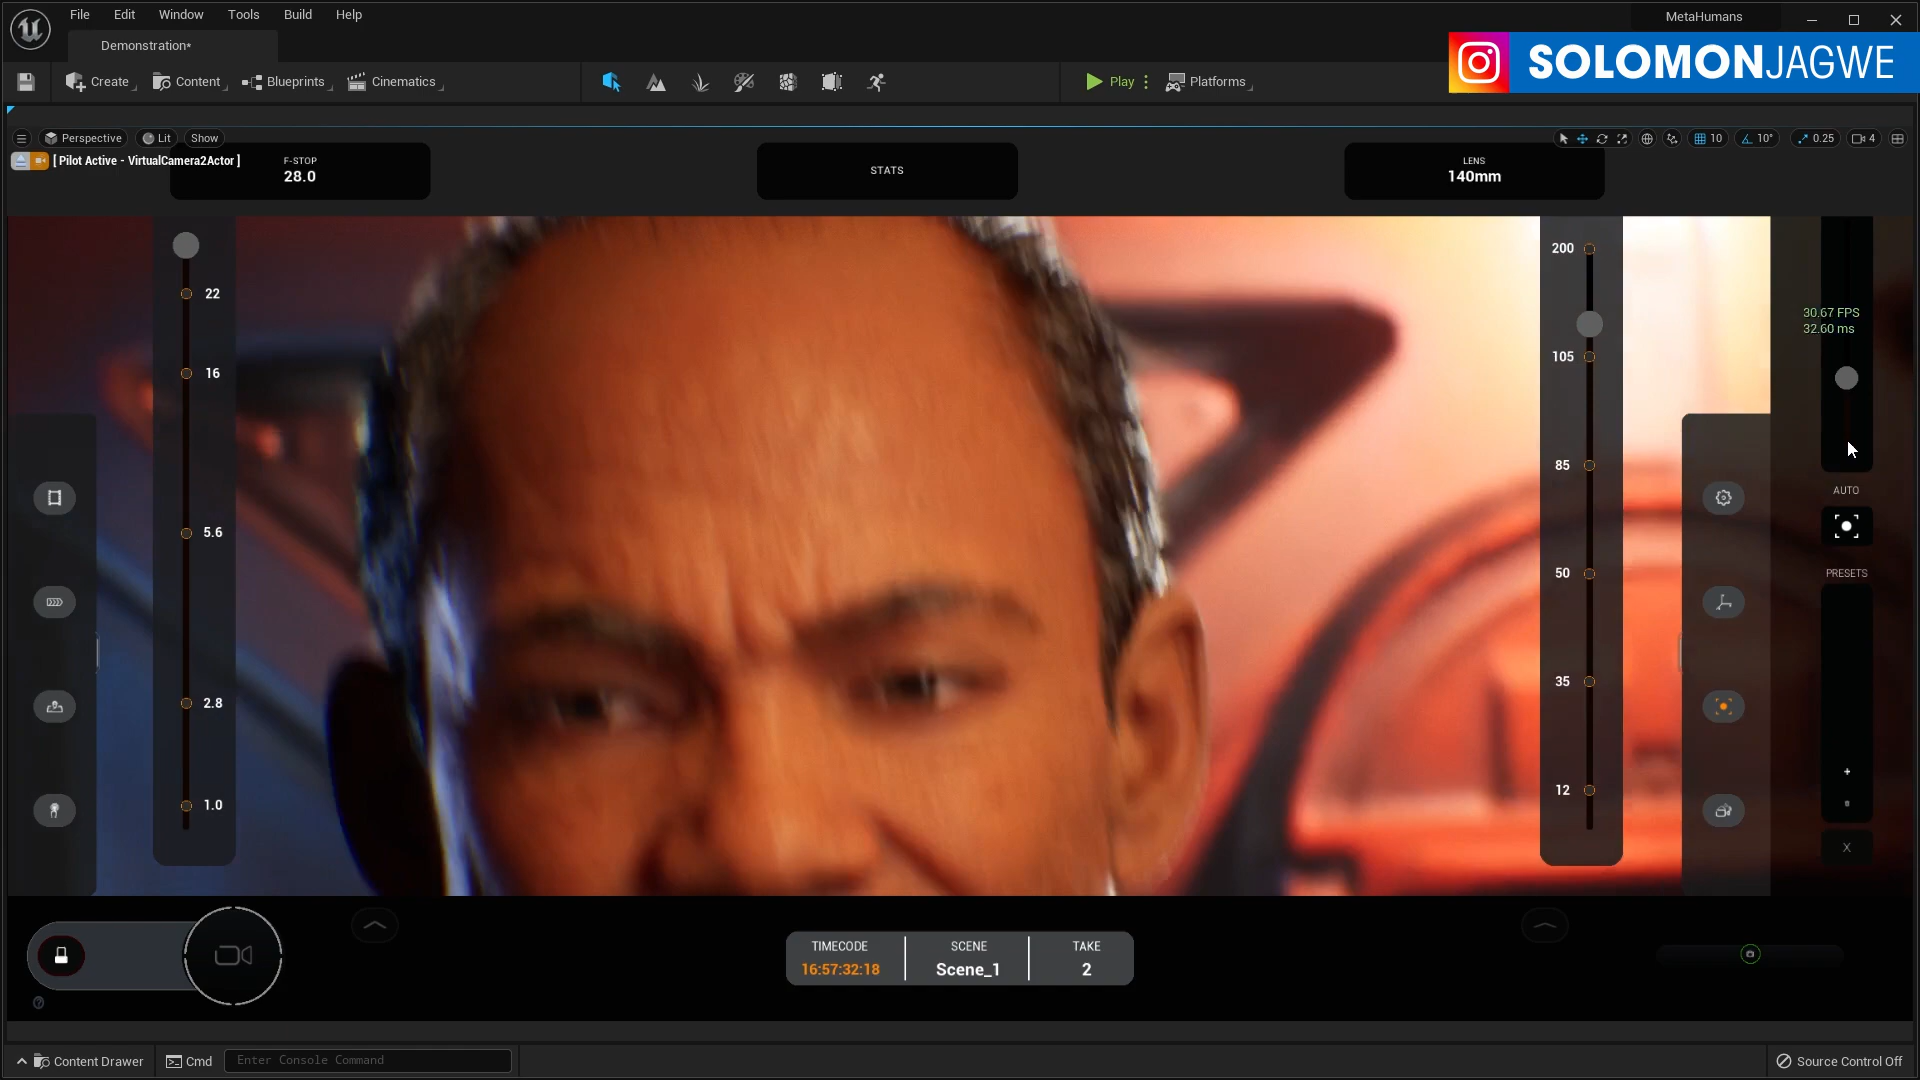 File Edit Window Tools Build Help
MetaHumans
Demonstration*
SOLOMONJAGWE
Create Content Blueprints Cinematics Play Platforms
Perspective Lit Show
10 10° 0.25 4
[ Pilot Active - VirtualCamera2Actor ]
F-STOP
28.0
STATS
LENS
140mm
22
16
5.6
2.8
1.0
200
105
85
50
35
12
30.67 FPS
32.60 ms
AUTO
PRESETS
+
X
TIMECODE SCENE TAKE
16:57:32:18 Scene_1 2
Content Drawer Cmd Enter Console Command Source Control Off